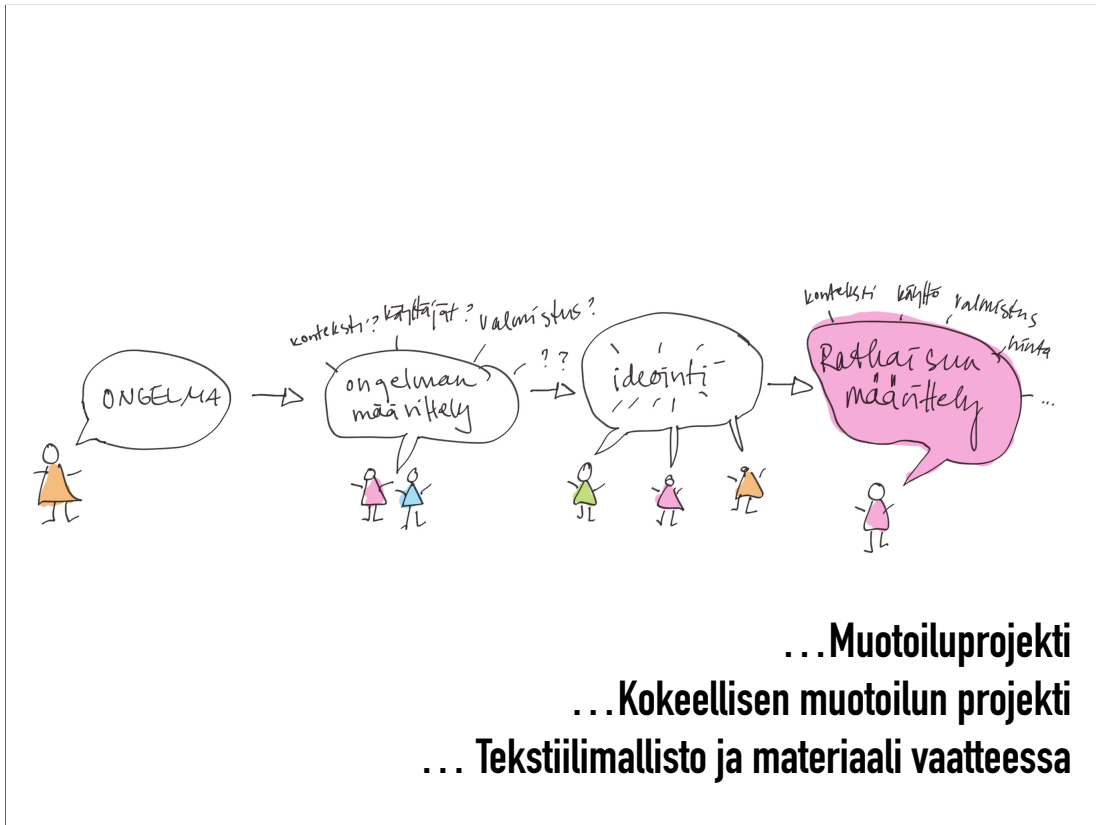 ONGELMA
konteksti? käyttäjät? valmistus?
? ?
ongelman
määrittely
ideointi
konteksti käyttö valmistus
hinta
...
Ratkaisun
määrittely
...Muotoiluprojekti
...Kokeellisen muotoilun projekti
... Tekstiilimallisto ja materiaali vaatteessa